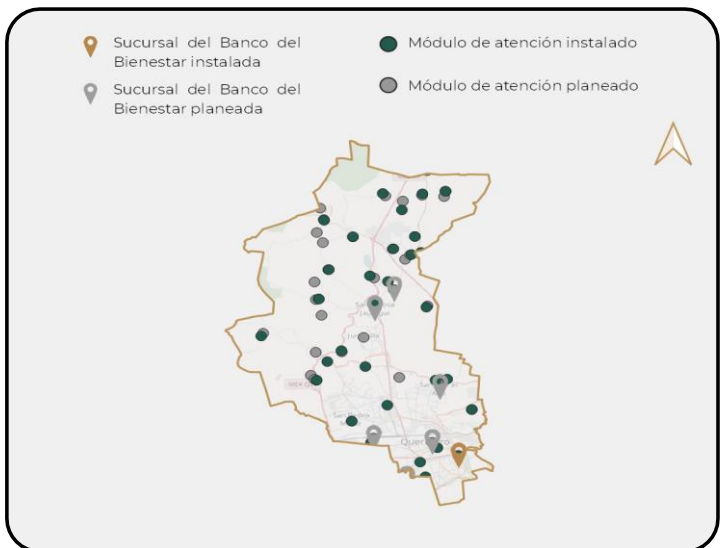 Sucursal del Banco del
Bienestar instalada
Sucursal del Banco del
Bienestar planeada
Módulo de atención instalado
Módulo de atención planeado